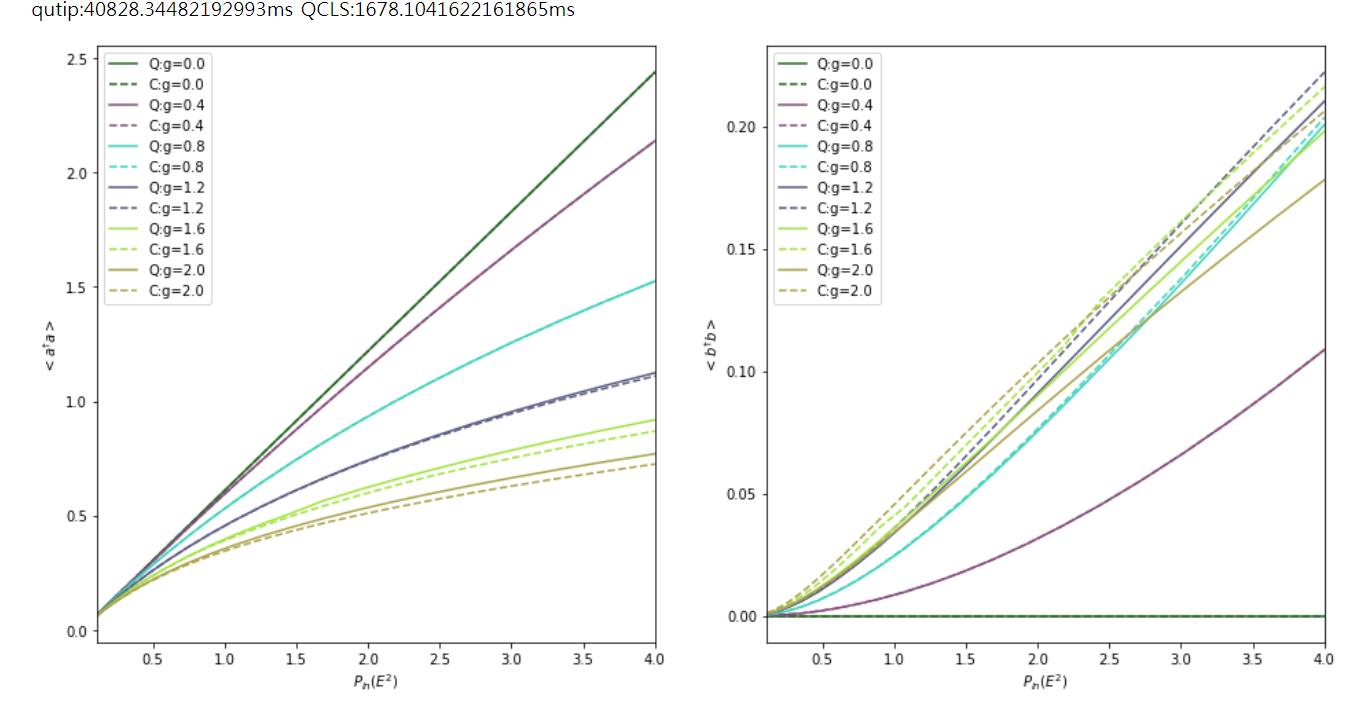 qutip:40828.34482192993ms QCLS:1678.1041622161865ms
2.5
2.0
1.5
1.0
0.5
0.0
< a†a >
Q:g=0.0
C:g=0.0
Q:g=0.4
C:g=0.4
Q:g=0.8
C:g=0.8
Q:g=1.2
C:g=1.2
Q:g=1.6
C:g=1.6
Q:g=2.0
C:g=2.0
0.5 1.0 1.5 2.0 2.5 3.0 3.5 4.0
P_in(E²)
0.20
0.15
0.10
0.05
0.00
< b†b >
Q:g=0.0
C:g=0.0
Q:g=0.4
C:g=0.4
Q:g=0.8
C:g=0.8
Q:g=1.2
C:g=1.2
Q:g=1.6
C:g=1.6
Q:g=2.0
C:g=2.0
0.5 1.0 1.5 2.0 2.5 3.0 3.5 4.0
P_in(E²)